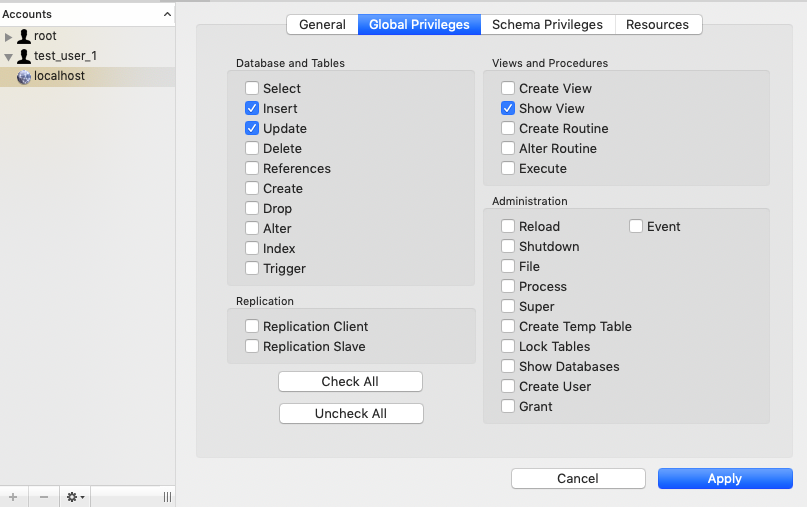 Accounts
root
test_user_1
localhost
General Global Privileges Schema Privileges Resources
Database and Tables
Select
Insert
Update
Delete
References
Create
Drop
Alter
Index
Trigger
Replication
Replication Client
Replication Slave
Check All
Uncheck All
Views and Procedures
Create View
Show View
Create Routine
Alter Routine
Execute
Administration
Reload Event
Shutdown
File
Process
Super
Create Temp Table
Lock Tables
Show Databases
Create User
Grant
Cancel Apply